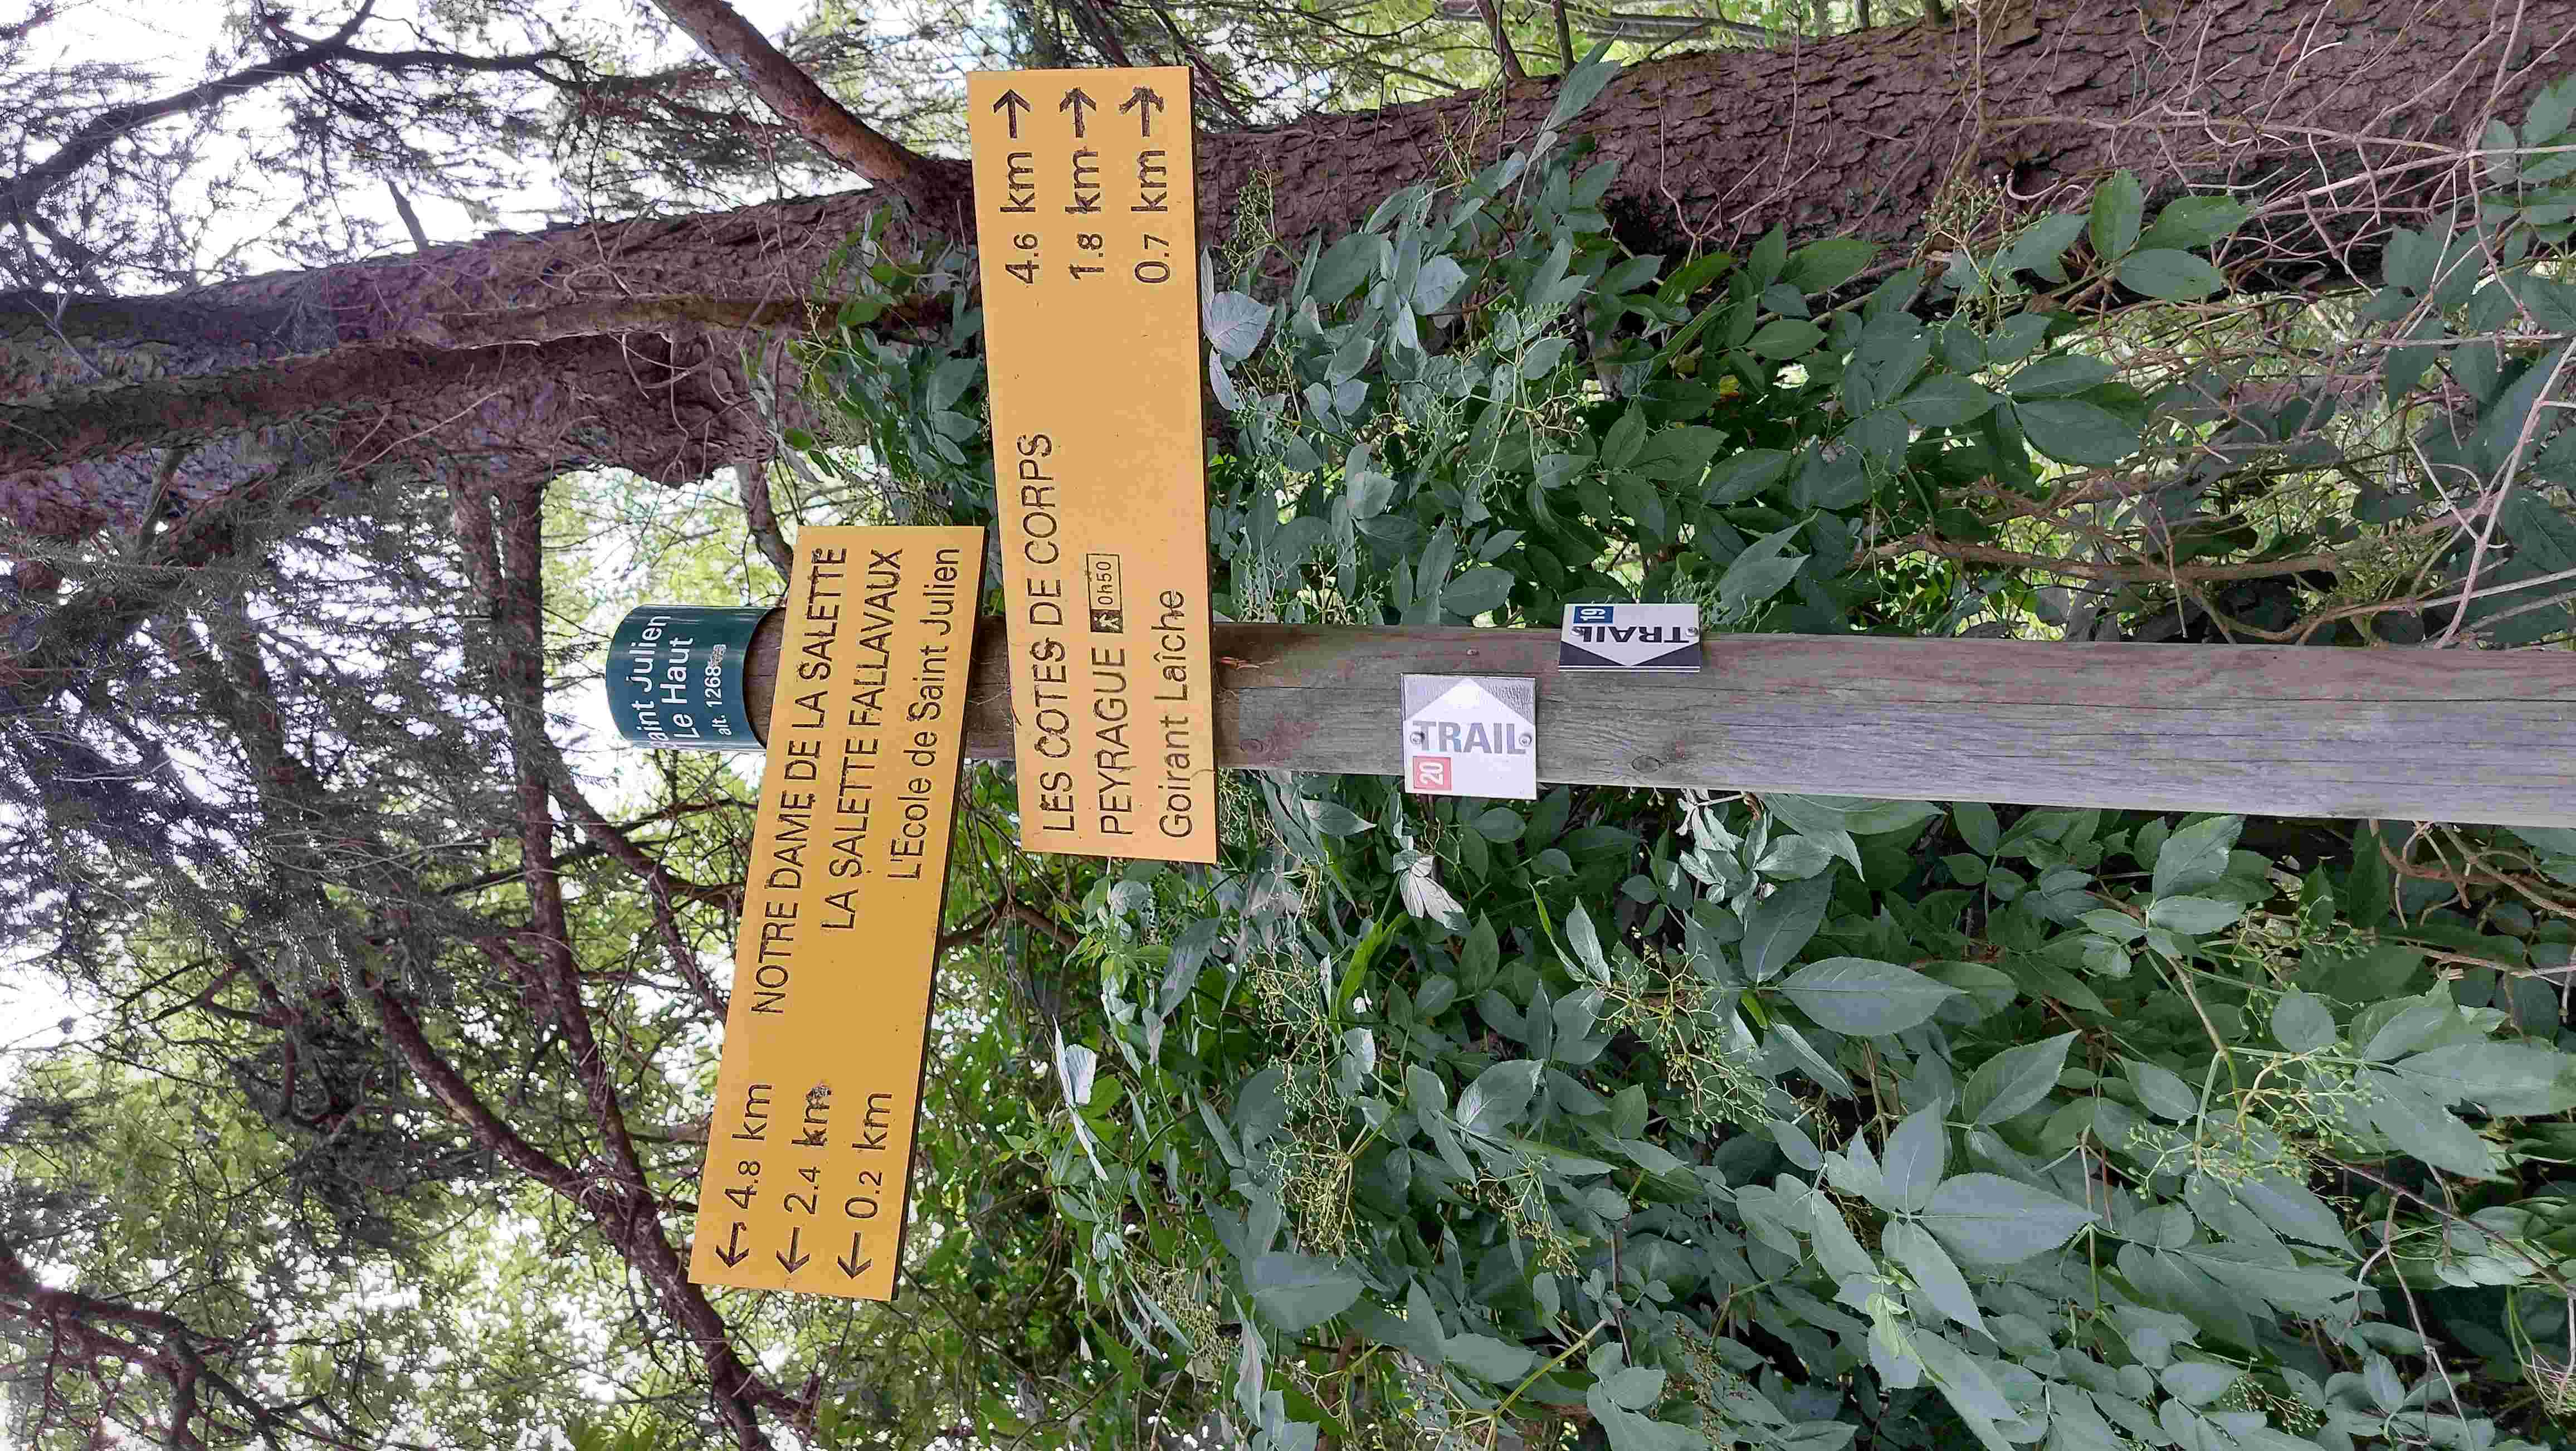 Saint Julien
Le Haut
alt. 1268m
← 4.8 km NOTRE DAME DE LA SALETTE
← 2.4 km LA SALETTE FALLAVAUX
← 0.2 km L'Ecole de Saint Julien
LES COTES DE CORPS 4.6 km →
PEYRAGUE 0h50 1.8 km →
Goirant Laîche 0.7 km →
20 TRAIL
19 TRAIL